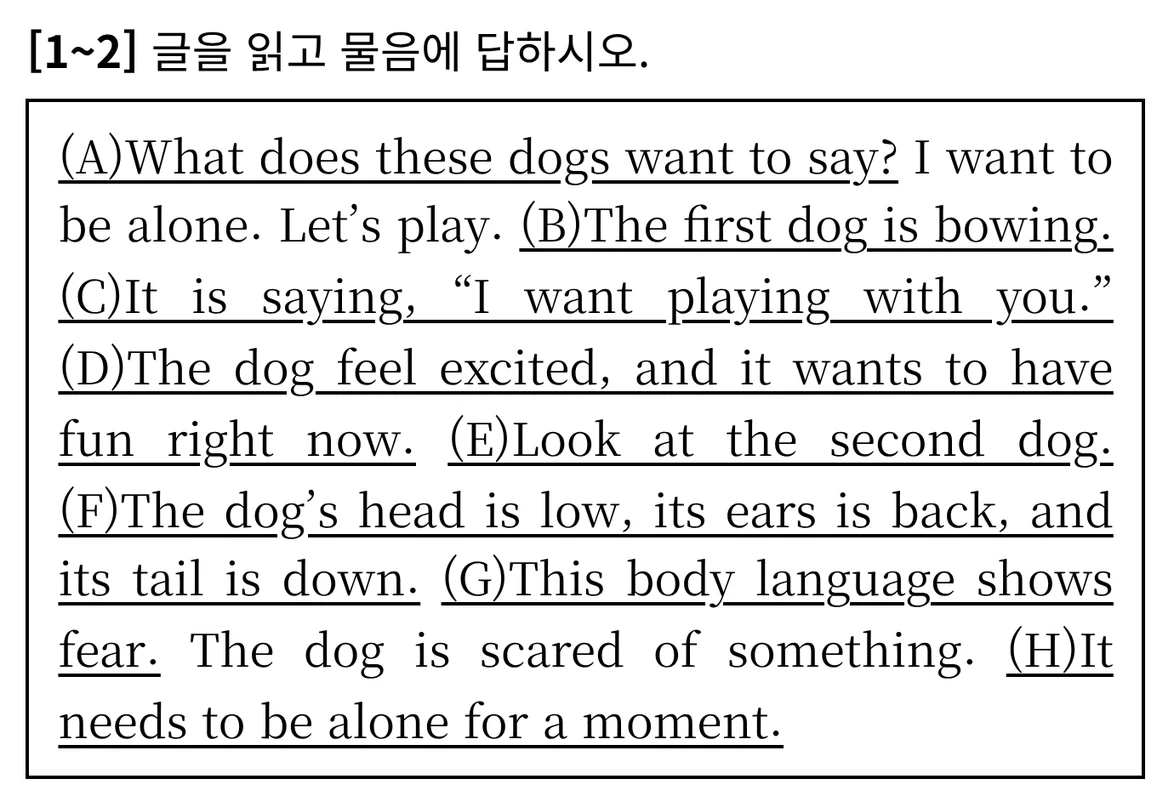 [1~2] 글을 읽고 물음에 답하시오.
(A)What does these dogs want to say? I want to
be alone. Let’s play. (B)The first dog is bowing.
(C)It is saying, “I want playing with you.”
(D)The dog feel excited, and it wants to have
fun right now. (E)Look at the second dog.
(F)The dog’s head is low, its ears is back, and
its tail is down. (G)This body language shows
fear. The dog is scared of something. (H)It
needs to be alone for a moment.